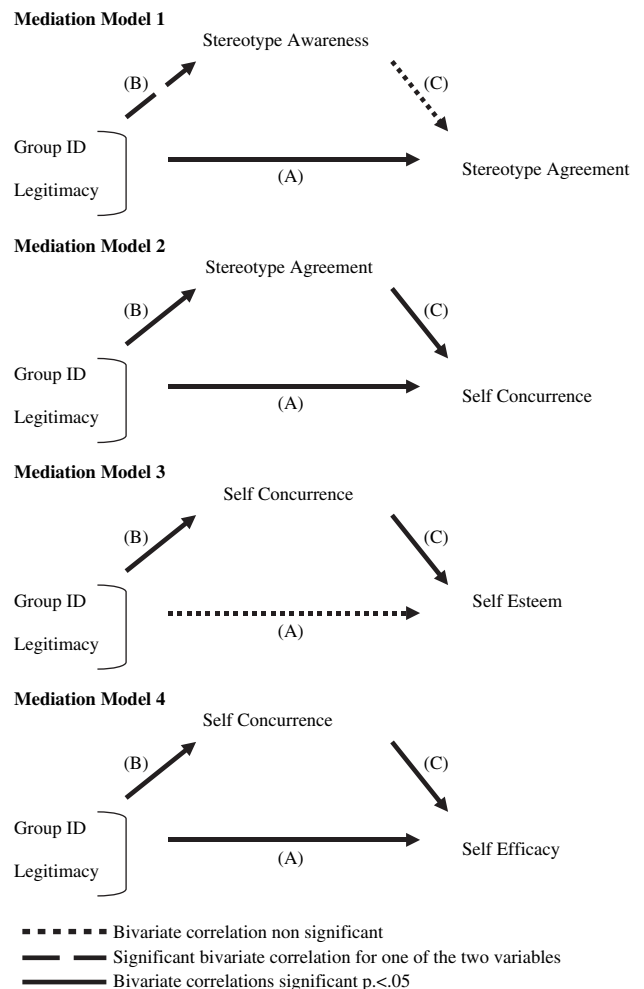 Mediation Model 1
Stereotype Awareness
(B)
(C)
Group ID
Legitimacy
(A)
Stereotype Agreement
Mediation Model 2
Stereotype Agreement
(B)
(C)
Group ID
Legitimacy
(A)
Self Concurrence
Mediation Model 3
Self Concurrence
(B)
(C)
Group ID
Legitimacy
(A)
Self Esteem
Mediation Model 4
Self Concurrence
(B)
(C)
Group ID
Legitimacy
(A)
Self Efficacy
Bivariate correlation non significant
Significant bivariate correlation for one of the two variables
Bivariate correlations significant p.<.05